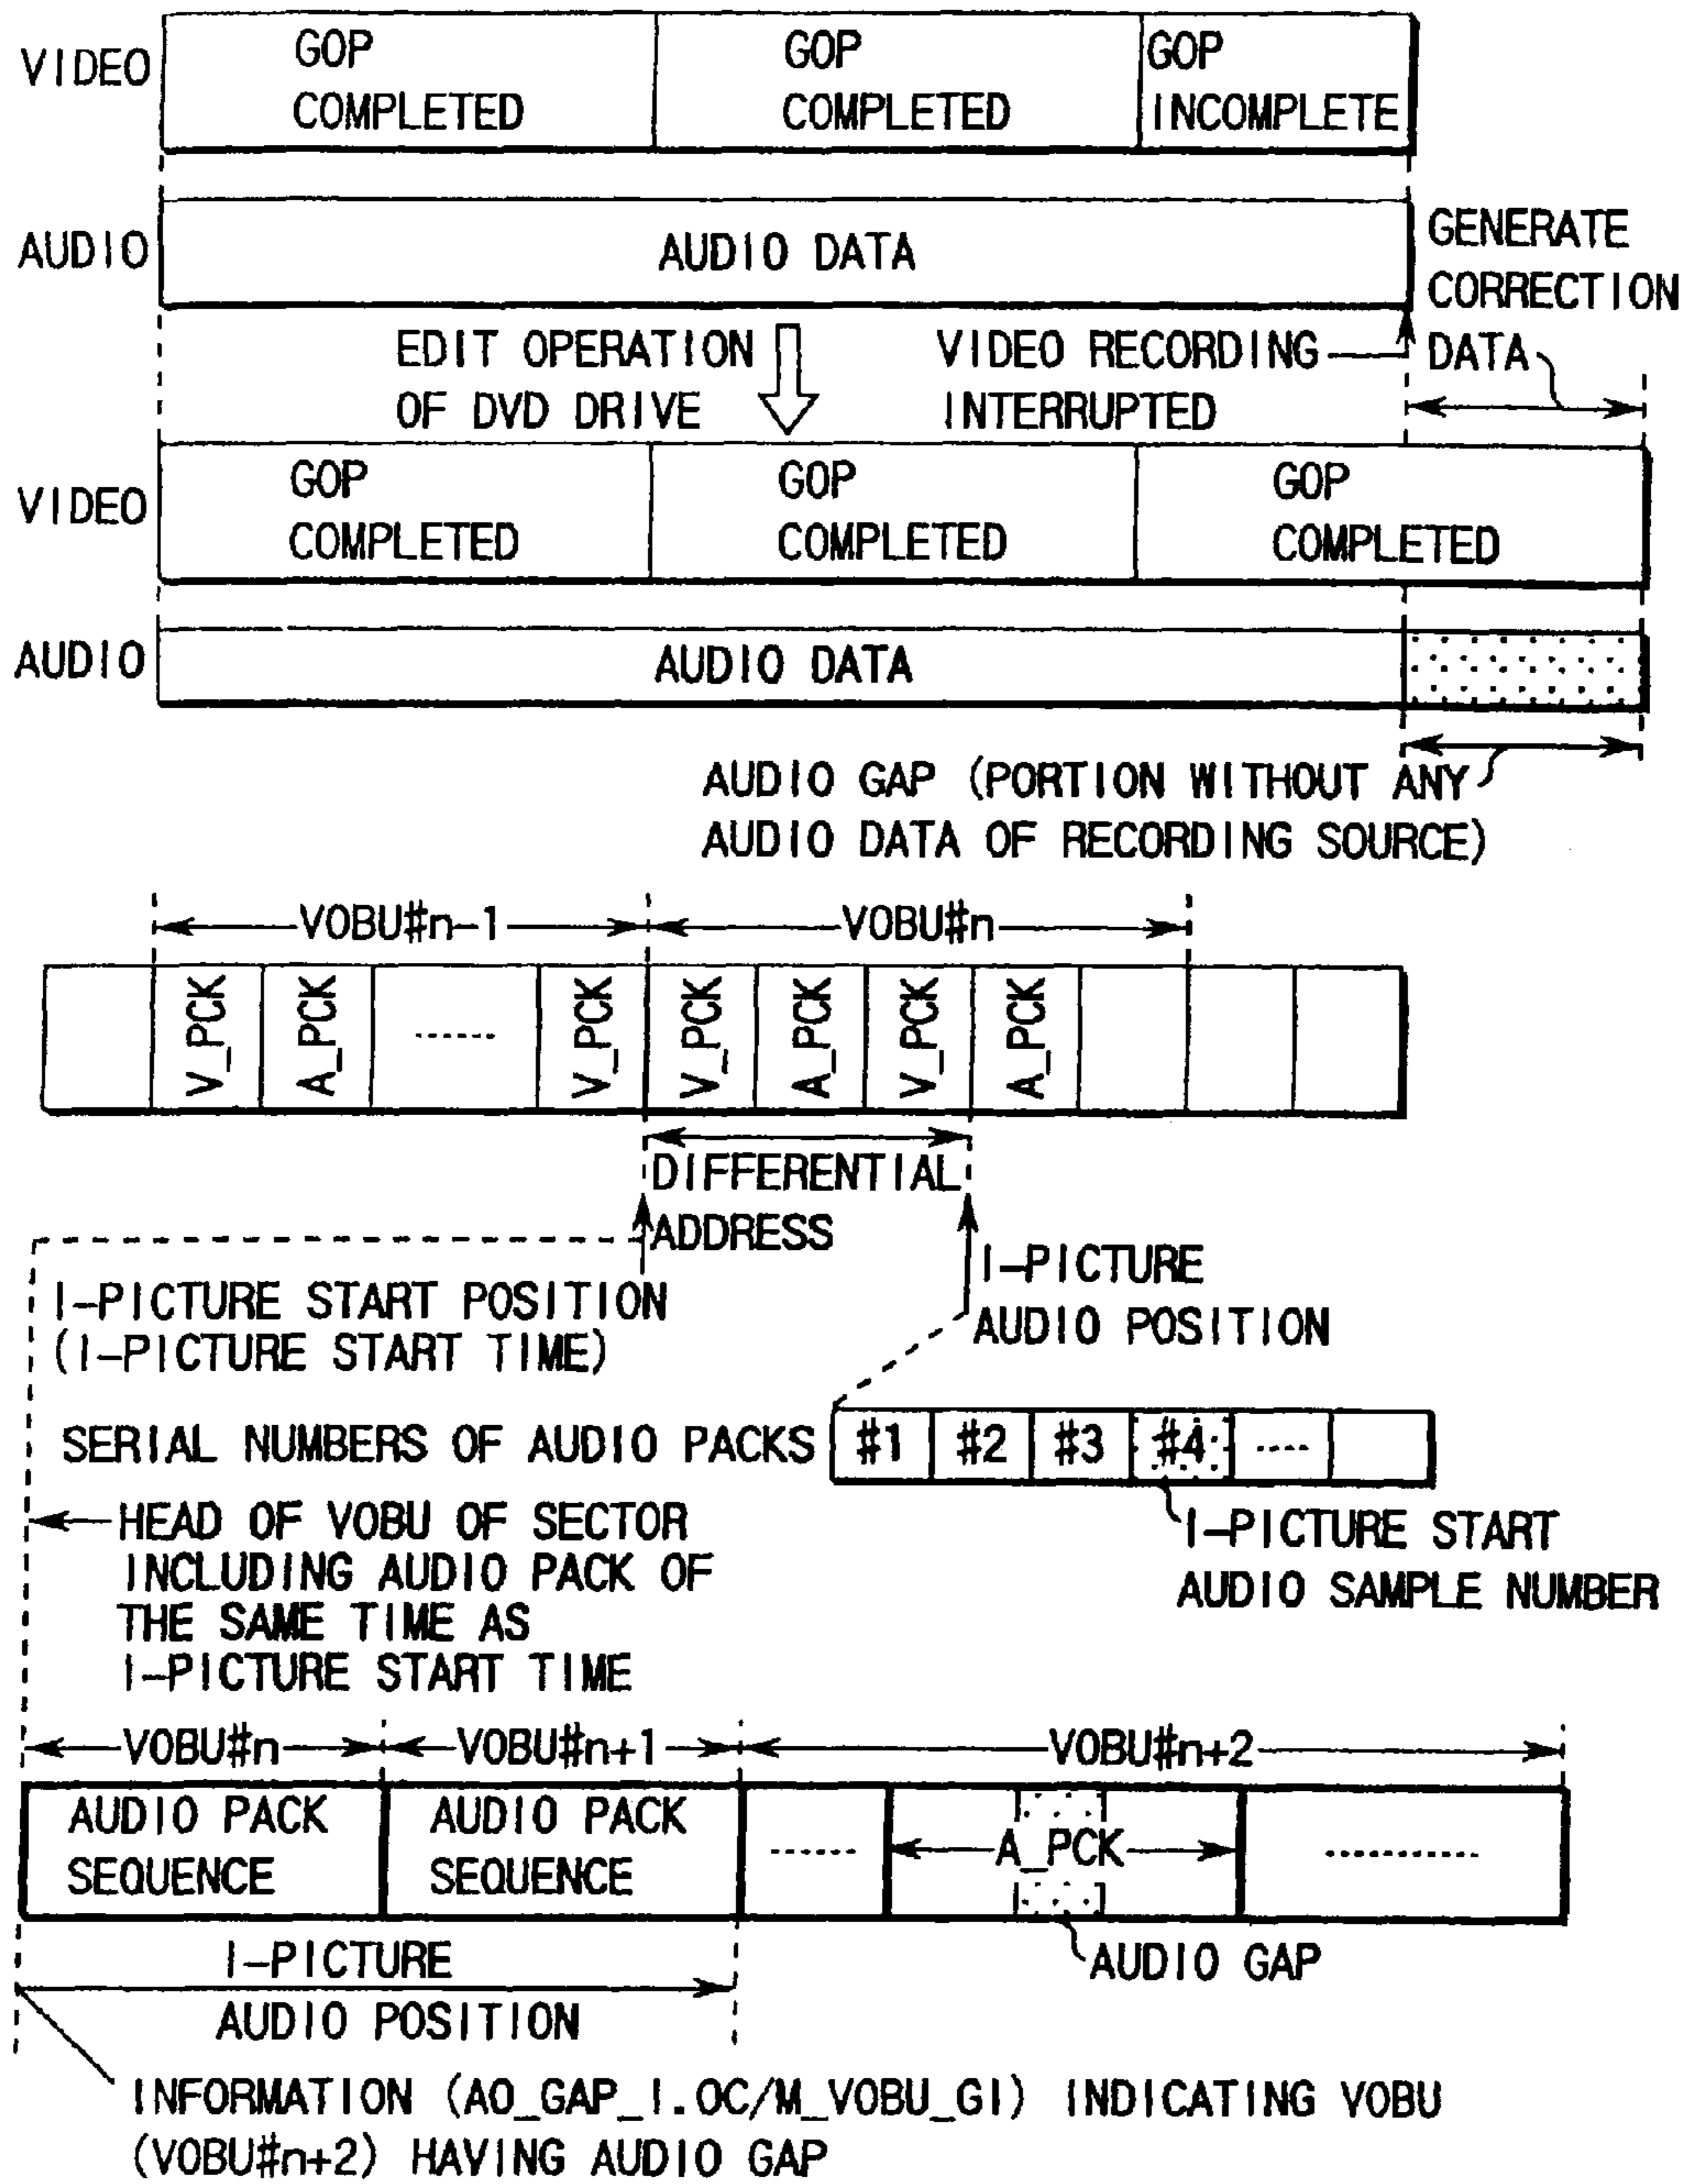 VIDEO
GOP
COMPLETED
GOP
COMPLETED
GOP
INCOMPLETE
AUDIO
AUDIO DATA
GENERATE
CORRECTION
DATA
EDIT OPERATION
OF DVD DRIVE
VIDEO RECORDING
INTERRUPTED
VIDEO
GOP
COMPLETED
GOP
COMPLETED
GOP
COMPLETED
AUDIO
AUDIO DATA
AUDIO GAP (PORTION WITHOUT ANY
AUDIO DATA OF RECORDING SOURCE)
VOBU#n-1
VOBU#n
V_PCK
A_PCK
V_PCK
V_PCK
A_PCK
V_PCK
A_PCK
DIFFERENTIAL
ADDRESS
I-PICTURE START POSITION
(I-PICTURE START TIME)
I-PICTURE
AUDIO POSITION
SERIAL NUMBERS OF AUDIO PACKS
#1
#2
#3
#4
I-PICTURE START
AUDIO SAMPLE NUMBER
HEAD OF VOBU OF SECTOR
INCLUDING AUDIO PACK OF
THE SAME TIME AS
I-PICTURE START TIME
VOBU#n
VOBU#n+1
VOBU#n+2
AUDIO PACK
SEQUENCE
AUDIO PACK
SEQUENCE
A_PCK
AUDIO GAP
I-PICTURE
AUDIO POSITION
INFORMATION (A0_GAP_I.OC/M_VOBU_GI) INDICATING VOBU
(VOBU#n+2) HAVING AUDIO GAP